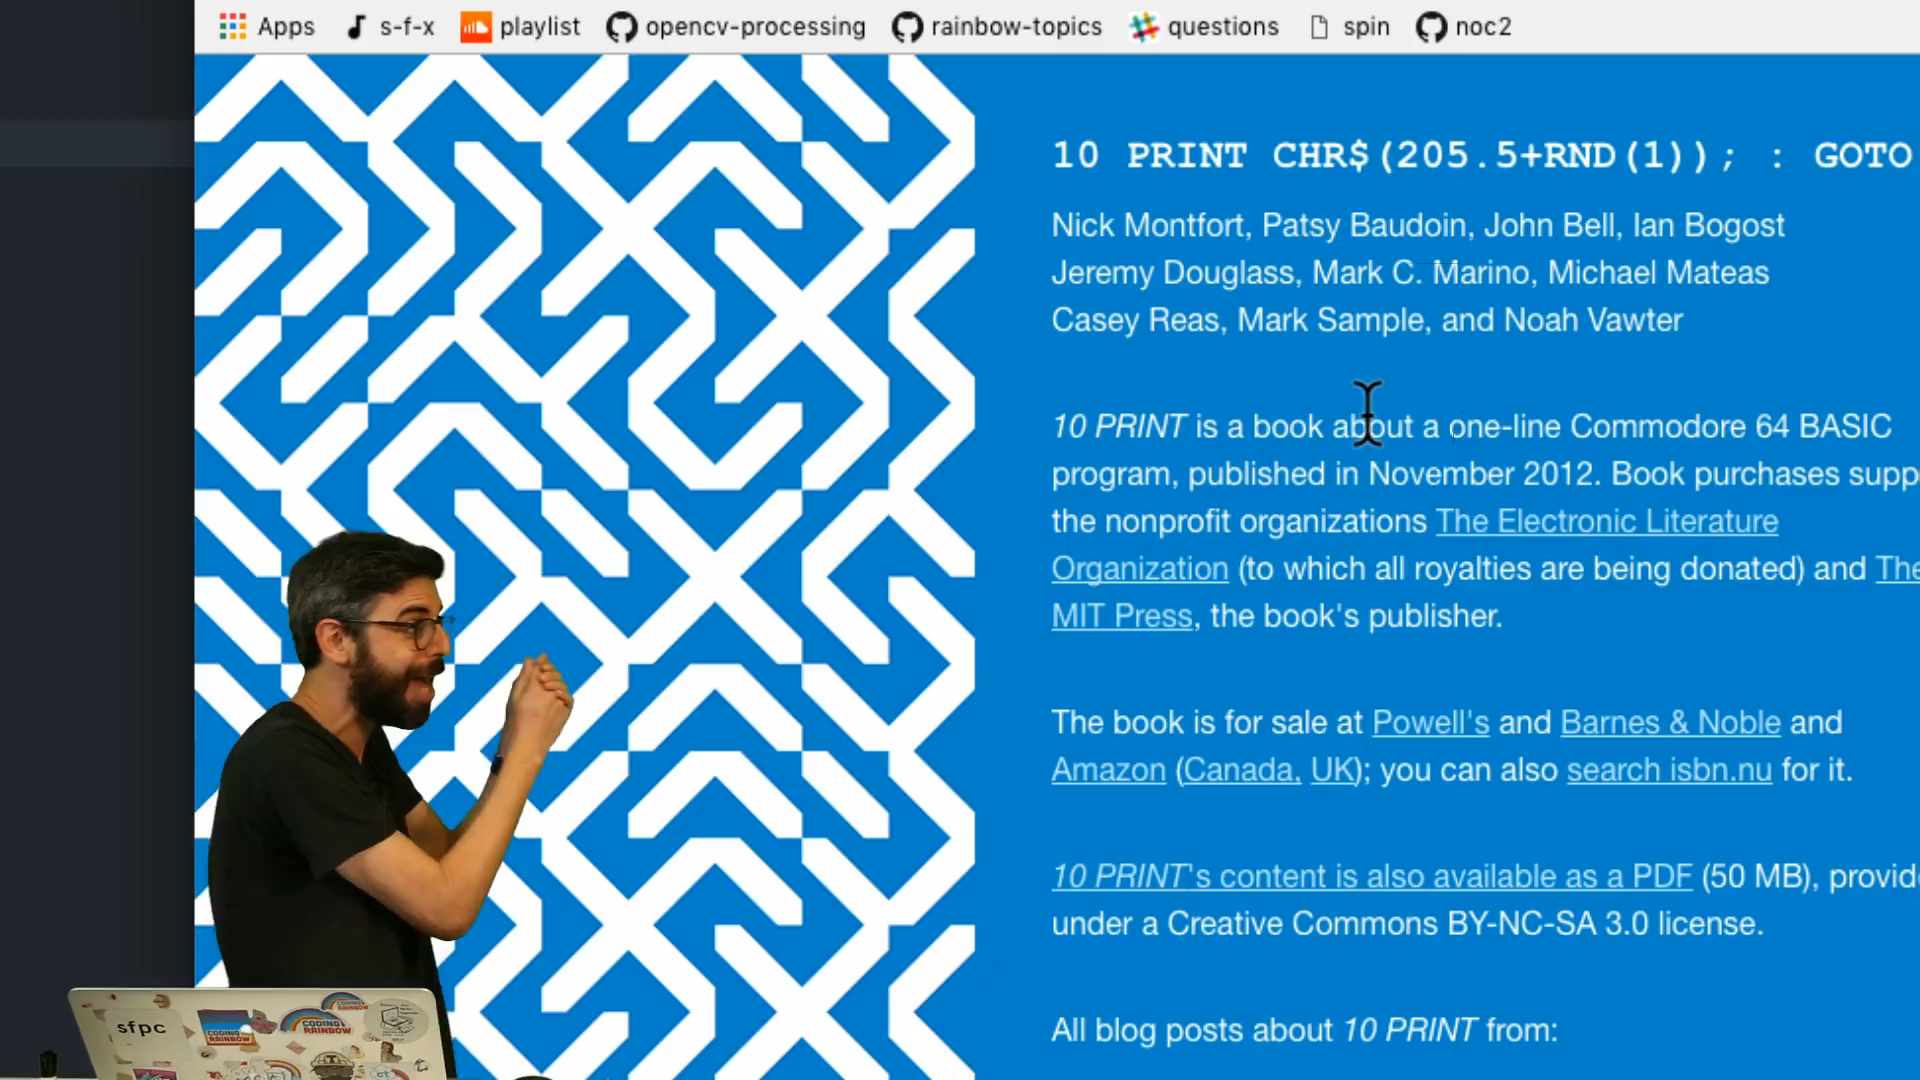 Apps s-f-x playlist opencv-processing rainbow-topics questions spin noc2
10 PRINT CHR$(205.5+RND(1)); : GOTO
Nick Montfort, Patsy Baudoin, John Bell, Ian Bogost
Jeremy Douglass, Mark C. Marino, Michael Mateas
Casey Reas, Mark Sample, and Noah Vawter
10 PRINT is a book about a one-line Commodore 64 BASIC
program, published in November 2012. Book purchases supp
the nonprofit organizations The Electronic Literature
Organization (to which all royalties are being donated) and The
MIT Press, the book's publisher.
The book is for sale at Powell's and Barnes & Noble and
Amazon (Canada, UK); you can also search isbn.nu for it.
10 PRINT's content is also available as a PDF (50 MB), provid
under a Creative Commons BY-NC-SA 3.0 license.
All blog posts about 10 PRINT from:
sfpc
CODING
RAINBOW
CODING
RAINBOW